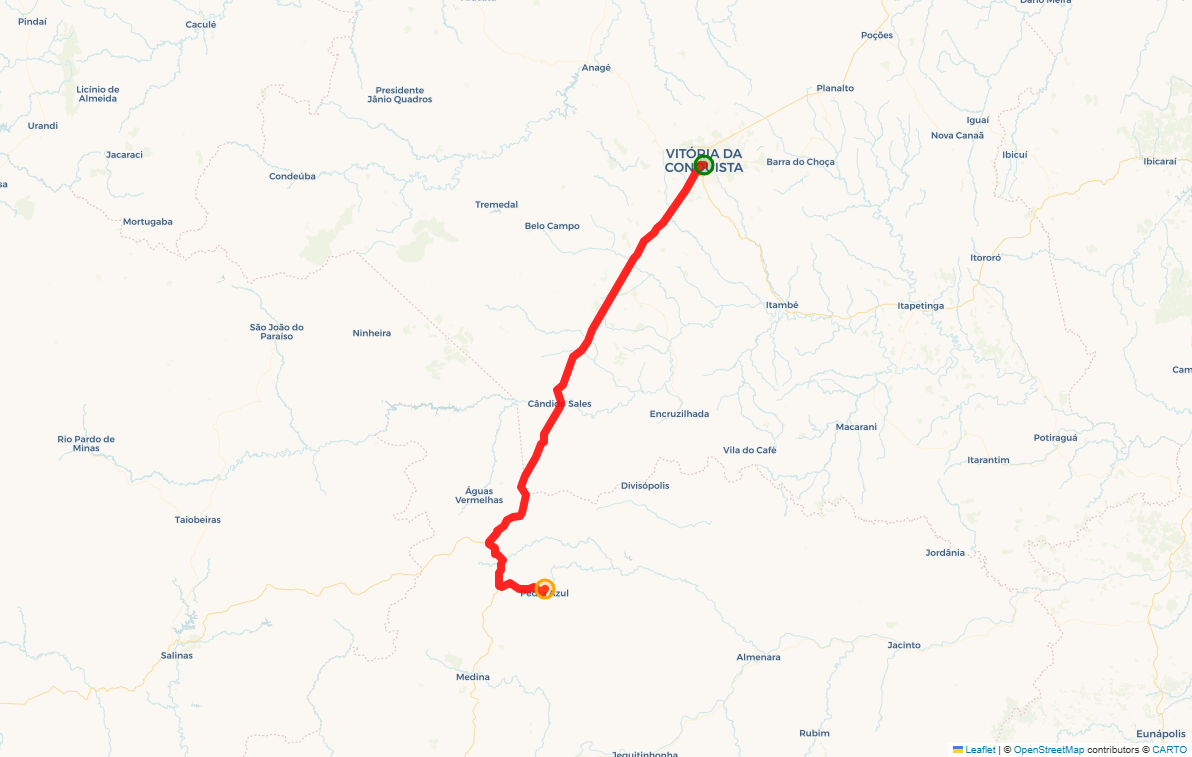 Pindaí
Caculé
Dário Meira
Poções
Anagé
Licínio de
Almeida
Presidente
Jânio Quadros
Planalto
Urandi
Iguaí
Nova Canaã
Jacaraci
VITÓRIA DA
CONQUISTA
Barra do Choça
Ibicuí
Ibicaraí
Condeúba
Tremedal
Mortugaba
Belo Campo
Itororó
Itambé
Itapetinga
São João do
Paraíso
Ninheira
Cam
Cândido Sales
Encruzilhada
Macarani
Rio Pardo de
Minas
Potiraguá
Vila do Café
Itarantim
Águas
Vermelhas
Divisópolis
Taiobeiras
Jordânia
Pedra Azul
Jacinto
Salinas
Almenara
Medina
Rubim
Eunápolis
Jequitinhonha
Leaflet | © OpenStreetMap contributors © CARTO